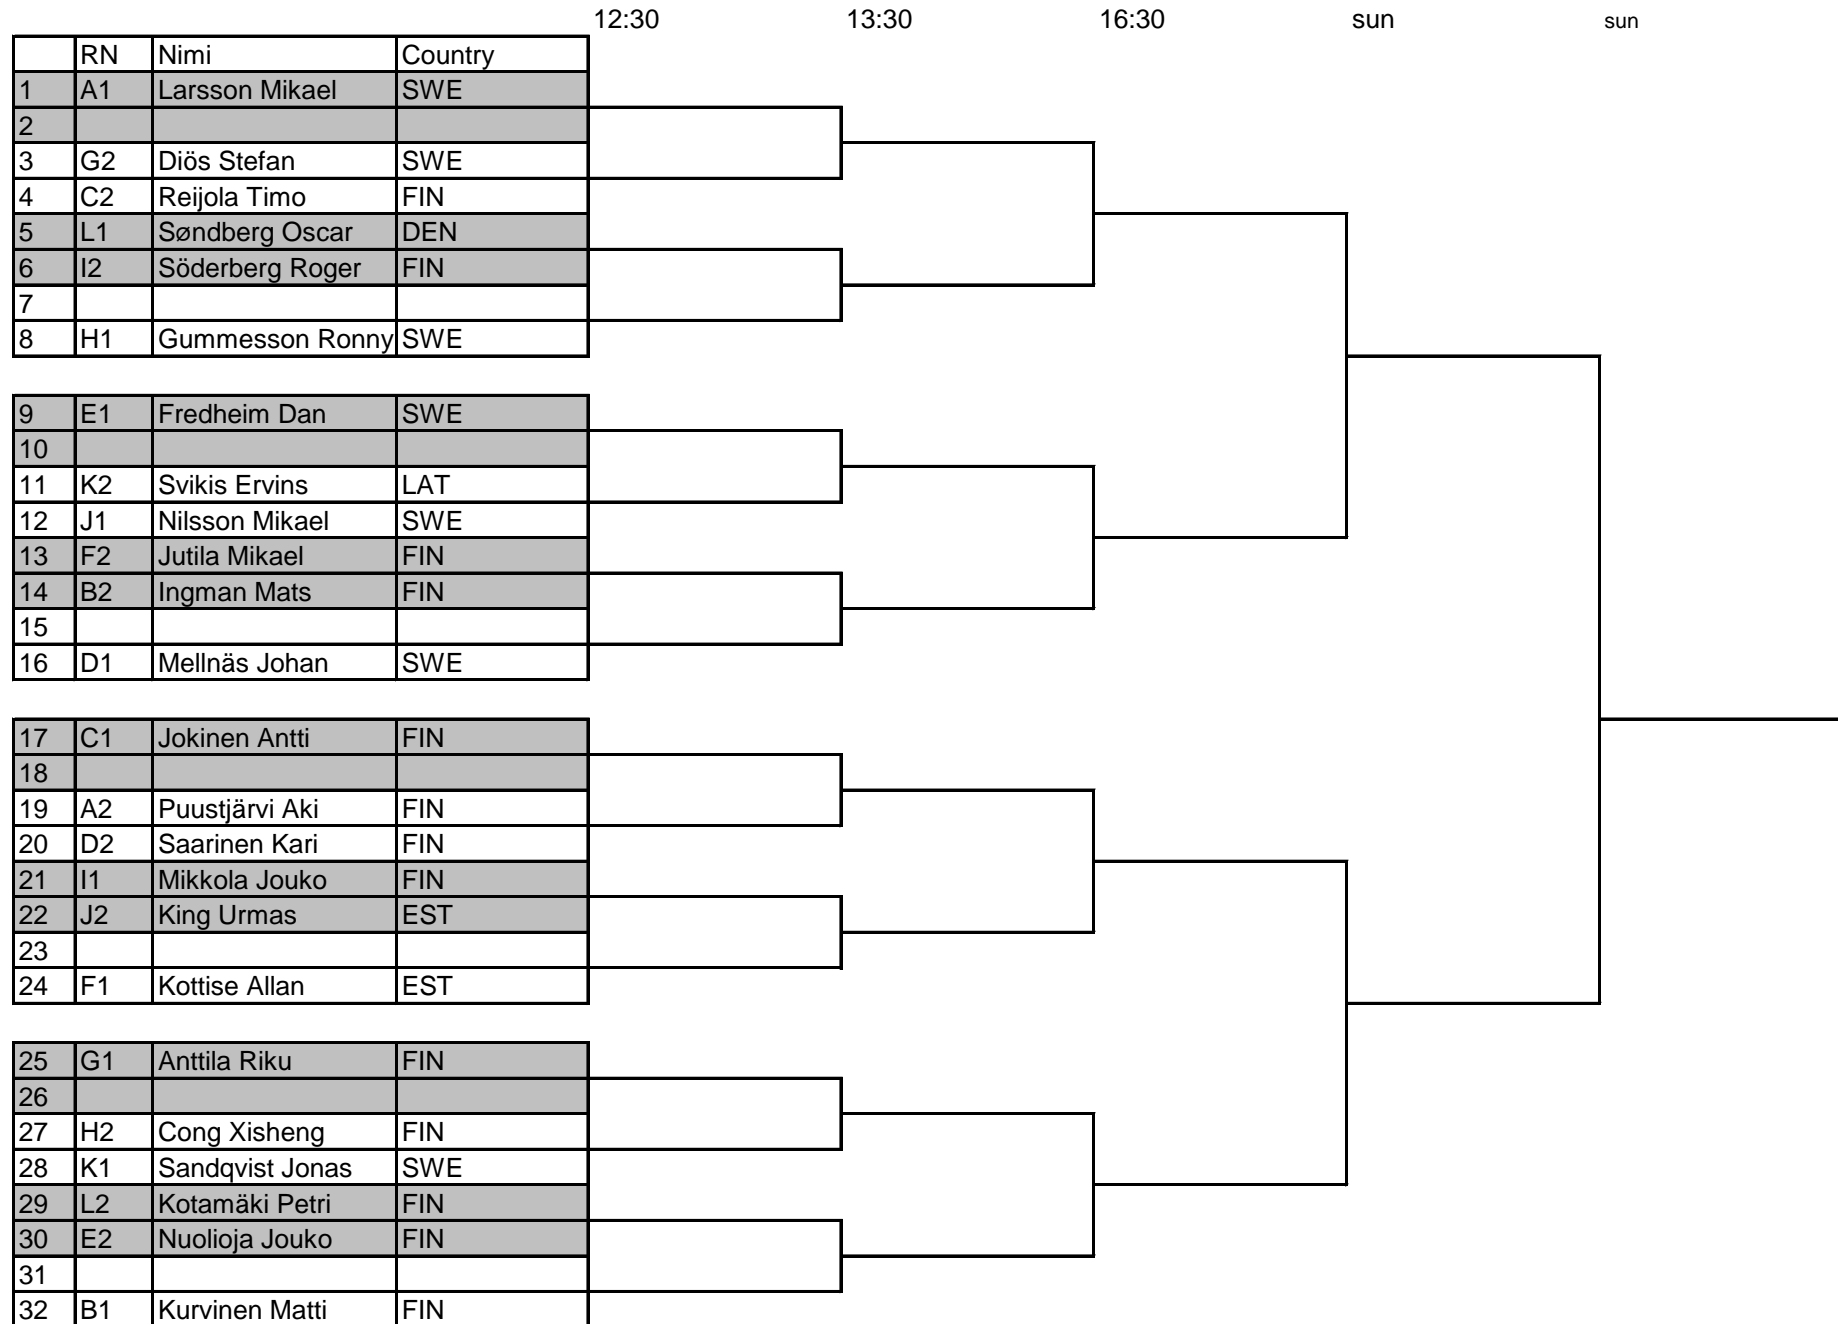 12:30 13:30 16:30 sun sun
RN Nimi Country
1 A1 Larsson Mikael SWE
2
3 G2 Diös Stefan SWE
4 C2 Reijola Timo FIN
5 L1 Søndberg Oscar DEN
6 I2 Söderberg Roger FIN
7
8 H1 Gummesson Ronny SWE
9 E1 Fredheim Dan SWE
10
11 K2 Svikis Ervins LAT
12 J1 Nilsson Mikael SWE
13 F2 Jutila Mikael FIN
14 B2 Ingman Mats FIN
15
16 D1 Mellnäs Johan SWE
17 C1 Jokinen Antti FIN
18
19 A2 Puustjärvi Aki FIN
20 D2 Saarinen Kari FIN
21 I1 Mikkola Jouko FIN
22 J2 King Urmas EST
23
24 F1 Kottise Allan EST
25 G1 Anttila Riku FIN
26
27 H2 Cong Xisheng FIN
28 K1 Sandqvist Jonas SWE
29 L2 Kotamäki Petri FIN
30 E2 Nuolioja Jouko FIN
31
32 B1 Kurvinen Matti FIN